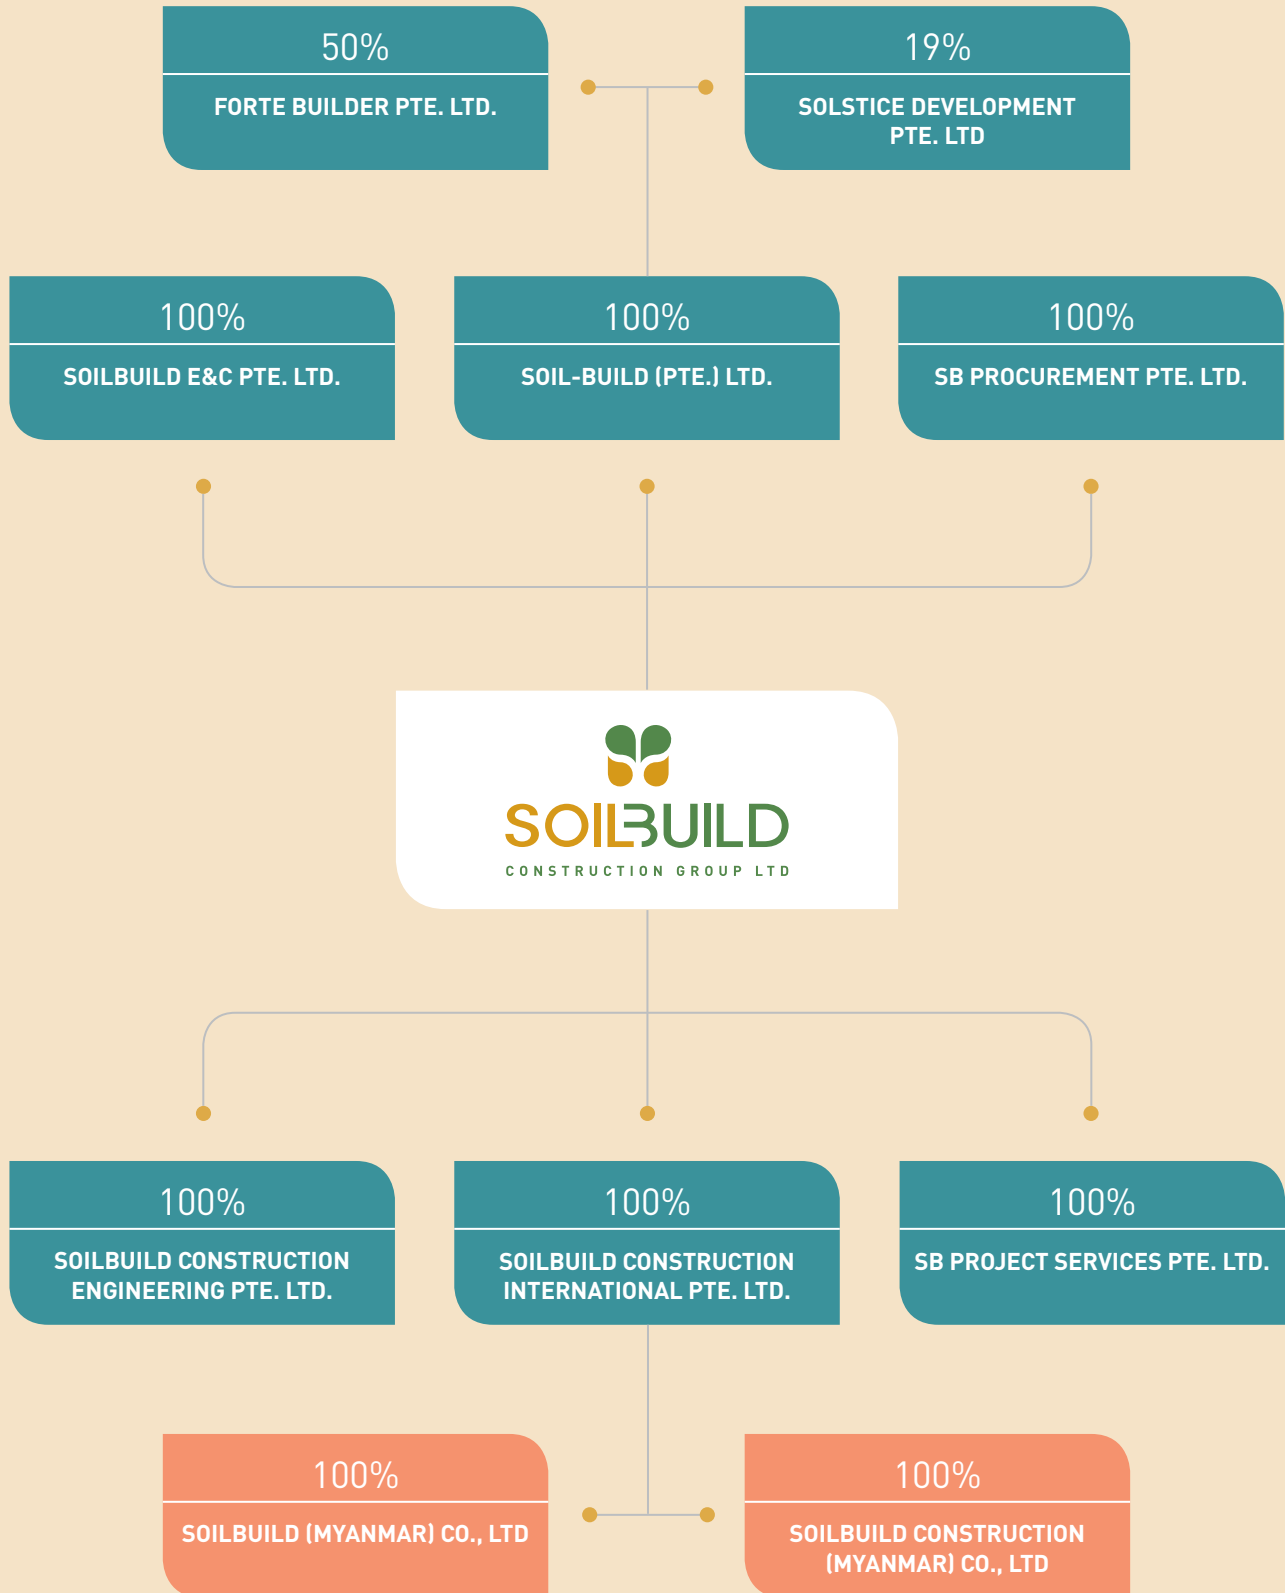 50%
FORTE BUILDER PTE. LTD.
19%
SOLSTICE DEVELOPMENT
PTE. LTD
100%
SOILBUILD E&C PTE. LTD.
100%
SOIL-BUILD (PTE.) LTD.
100%
SB PROCUREMENT PTE. LTD.
SOILBUILD
CONSTRUCTION GROUP LTD
100%
SOILBUILD CONSTRUCTION
ENGINEERING PTE. LTD.
100%
SOILBUILD CONSTRUCTION
INTERNATIONAL PTE. LTD.
100%
SB PROJECT SERVICES PTE. LTD.
100%
SOILBUILD (MYANMAR) CO., LTD
100%
SOILBUILD CONSTRUCTION
(MYANMAR) CO., LTD